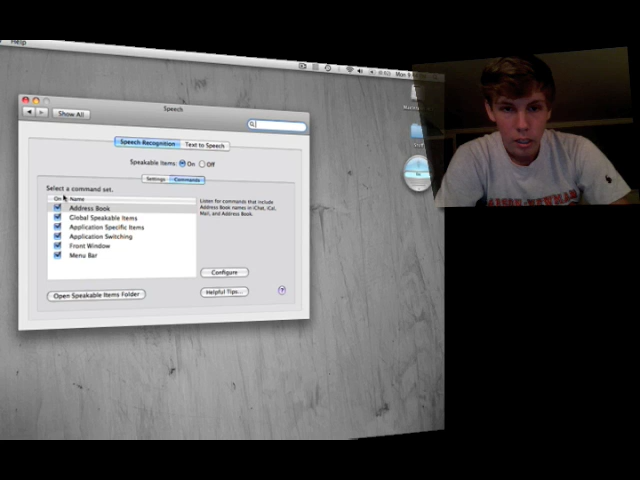 Help
Mon 9
Speech
Show All
Speech Recognition
Text to Speech
Speakable Items: On Off
Settings
Commands
Select a command set.
On Name
Address Book
Global Speakable Items
Application Specific Items
Application Switching
Front Window
Menu Bar
Listen for commands that include
Address Book names in iChat, iCal,
Mail, and Address Book.
Configure
Open Speakable Items Folder
Helpful Tips...
?